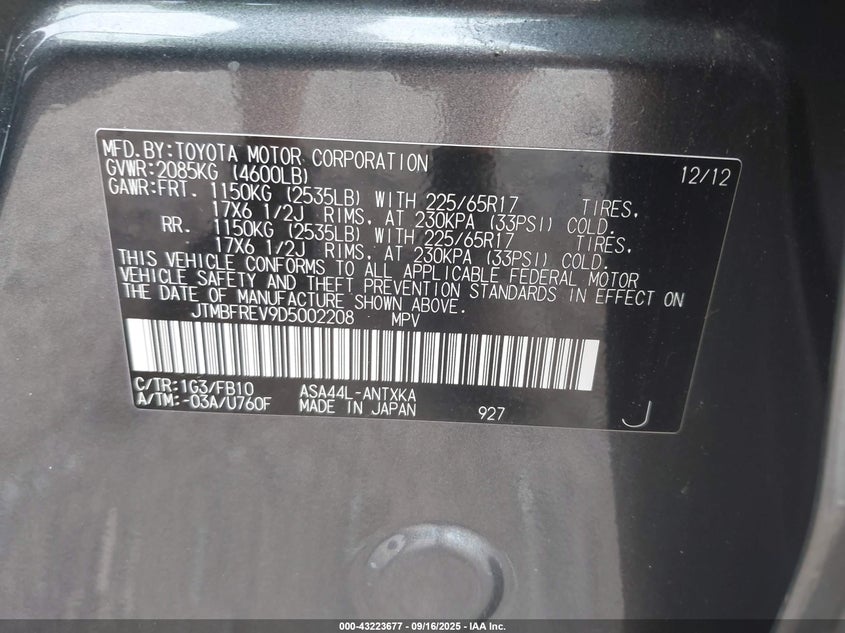 MFD.BY:TOYOTA MOTOR CORPORATION 12/12
GVWR:2085KG (4600LB)
GAWR:FRT. 1150KG (2535LB) WITH 225/65R17 TIRES,
17X6 1/2J RIMS, AT 230KPA (33PSI) COLD.
RR. 1150KG (2535LB) WITH 225/65R17 TIRES,
17X6 1/2J RIMS, AT 230KPA (33PSI) COLD.
THIS VEHICLE CONFORMS TO ALL APPLICABLE FEDERAL MOTOR
VEHICLE SAFETY AND THEFT PREVENTION STANDARDS IN EFFECT ON
THE DATE OF MANUFACTURE SHOWN ABOVE.
JTMBFREV9D5002208 MPV
C/TR:1G3/FB10 ASA44L-ANTXKA
A/TM:-03A/U760F MADE IN JAPAN 927 J
000-43223677 - 09/16/2025 - IAA Inc.